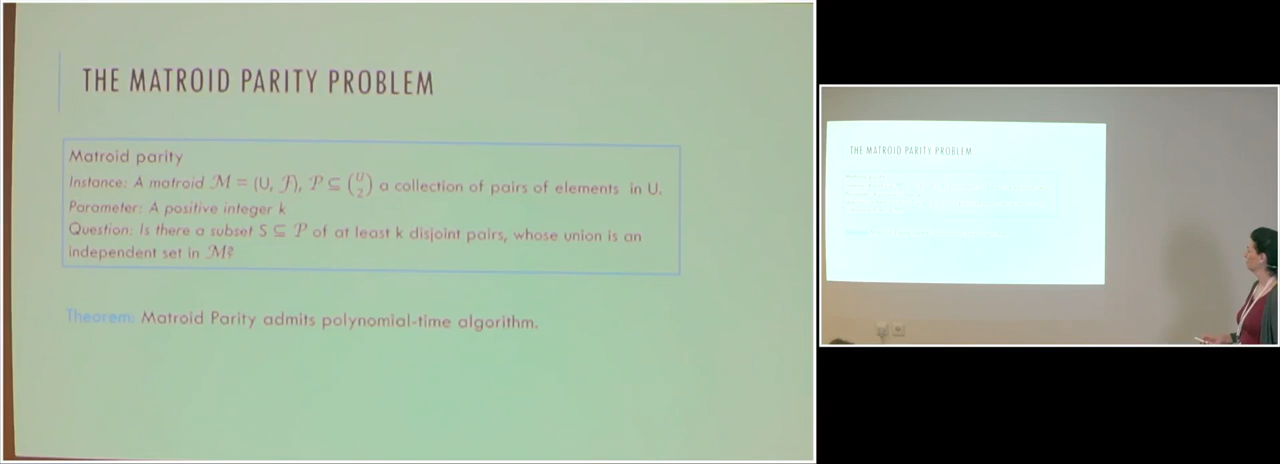 THE MATROID PARITY PROBLEM
Matroid parity
Instance: A matroid ℳ = (U, ℱ), 𝒫 ⊆ (U 2) a collection of pairs of elements in U.
Parameter: A positive integer k
Question: Is there a subset S ⊆ 𝒫 of at least k disjoint pairs, whose union is an
independent set in ℳ?
Theorem: Matroid Parity admits polynomial-time algorithm.
THE MATROID PARITY PROBLEM